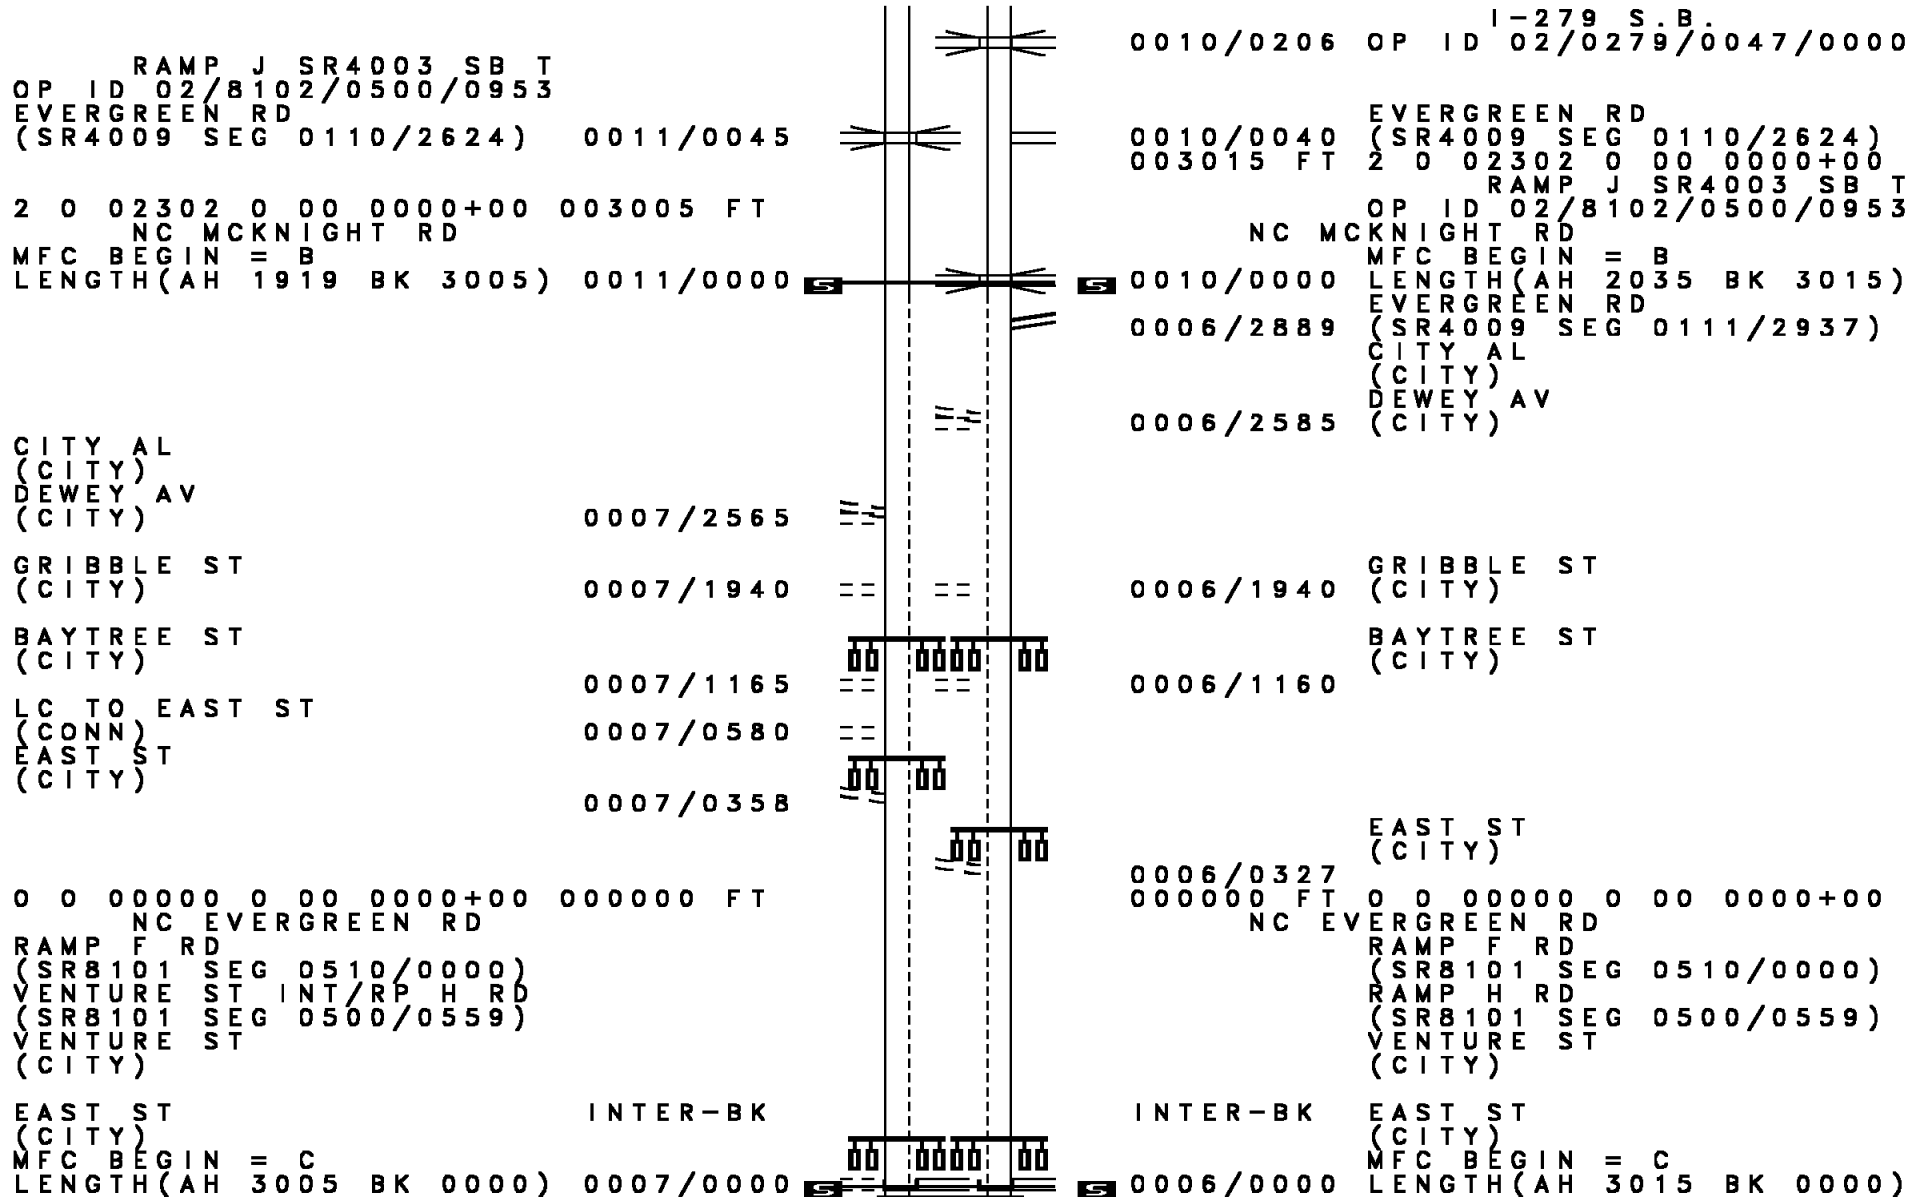 I-279 S.B.
0010/0206 OP ID 02/0279/0047/0000
RAMP J SR4003 SB T
OP ID 02/8102/0500/0953
EVERGREEN RD
(SR4009 SEG 0110/2624) 0011/0045
EVERGREEN RD
0010/0040 (SR4009 SEG 0110/2624)
003015 FT 2 0 02302 0 00 0000+00
RAMP J SR4003 SB T
2 0 02302 0 00 0000+00 003005 FT
OP ID 02/8102/0500/0953
NC MCKNIGHT RD
NC MCKNIGHT RD
MFC BEGIN = B
MFC BEGIN = B
LENGTH(AH 1919 BK 3005) 0011/0000 S
S 0010/0000 LENGTH(AH 2035 BK 3015)
EVERGREEN RD
0006/2889 (SR4009 SEG 0111/2937)
CITY AL
(CITY)
DEWEY AV
0006/2585 (CITY)
CITY AL
(CITY)
DEWEY AV
(CITY) 0007/2565
GRIBBLE ST
(CITY) 0007/1940
GRIBBLE ST
0006/1940 (CITY)
BAYTREE ST
(CITY)
0007/1165
BAYTREE ST
(CITY)
0006/1160
LC TO EAST ST
(CONN) 0007/0580
EAST ST
(CITY)
0007/0358
EAST ST
(CITY)
0006/0327
0 0 00000 0 00 0000+00 000000 FT
000000 FT 0 0 00000 0 00 0000+00
NC EVERGREEN RD
NC EVERGREEN RD
RAMP F RD
(SR8101 SEG 0510/0000)
VENTURE ST INT/RP H RD
(SR8101 SEG 0500/0559)
VENTURE ST
(CITY)
RAMP F RD
(SR8101 SEG 0510/0000)
RAMP H RD
(SR8101 SEG 0500/0559)
VENTURE ST
(CITY)
EAST ST INTER-BK
(CITY)
MFC BEGIN = C
LENGTH(AH 3005 BK 0000) 0007/0000 S
INTER-BK EAST ST
(CITY)
MFC BEGIN = C
S 0006/0000 LENGTH(AH 3015 BK 0000)